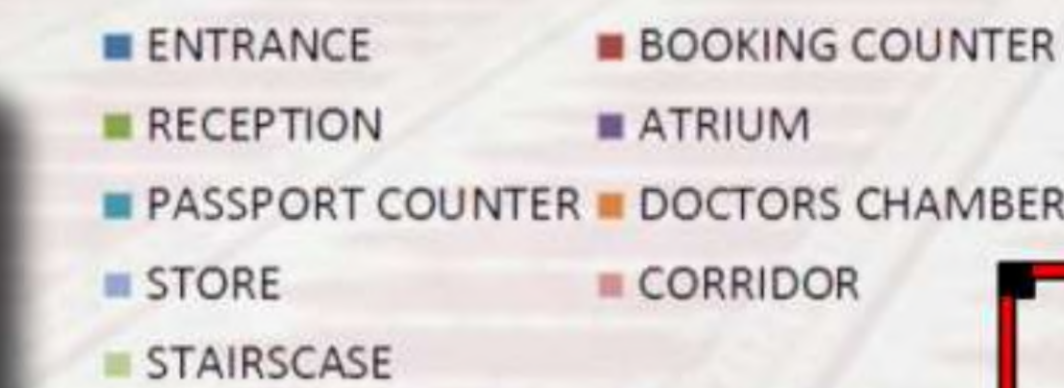 ENTRANCE
BOOKING COUNTER
RECEPTION
ATRIUM
PASSPORT COUNTER
DOCTORS CHAMBER
STORE
CORRIDOR
STAIRSCASE